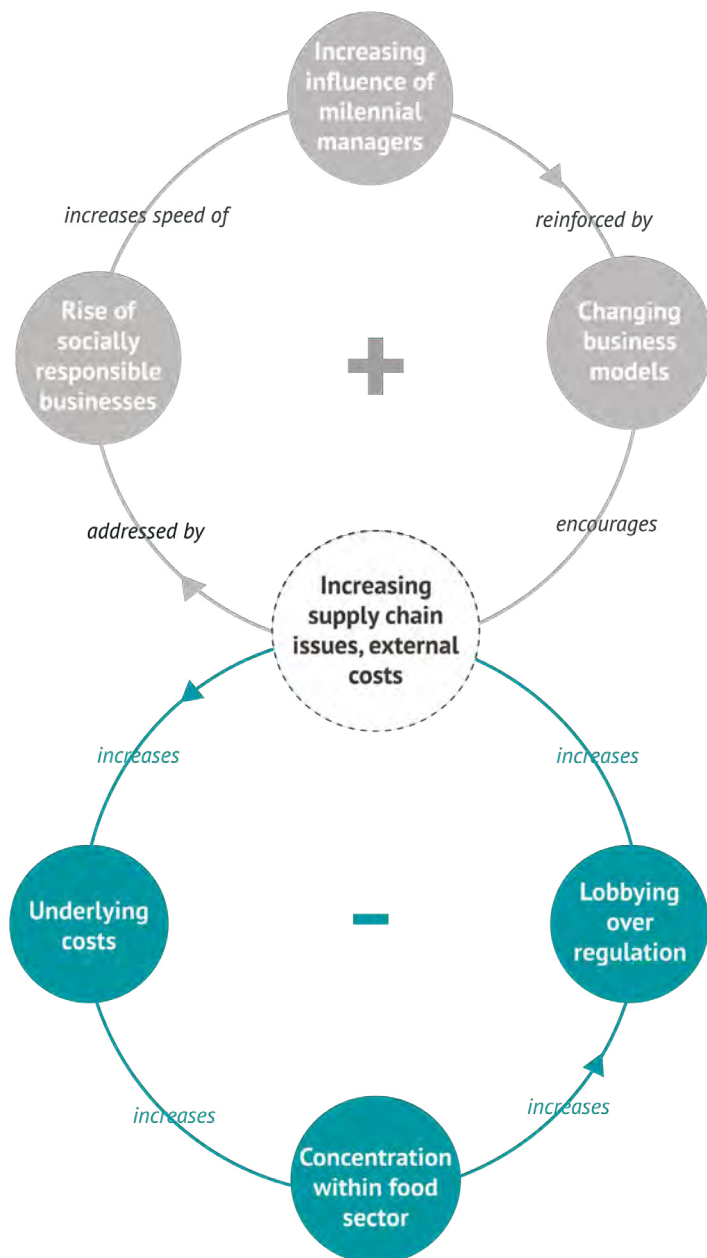 Increasing
influence of
milennial
managers
increases speed of
reinforced by
Rise of
socially
responsible
businesses
Changing
business
models
+
addressed by
encourages
Increasing
supply chain
issues, external
costs
increases
increases
Underlying
costs
-
Lobbying
over
regulation
increases
increases
Concentration
within food
sector